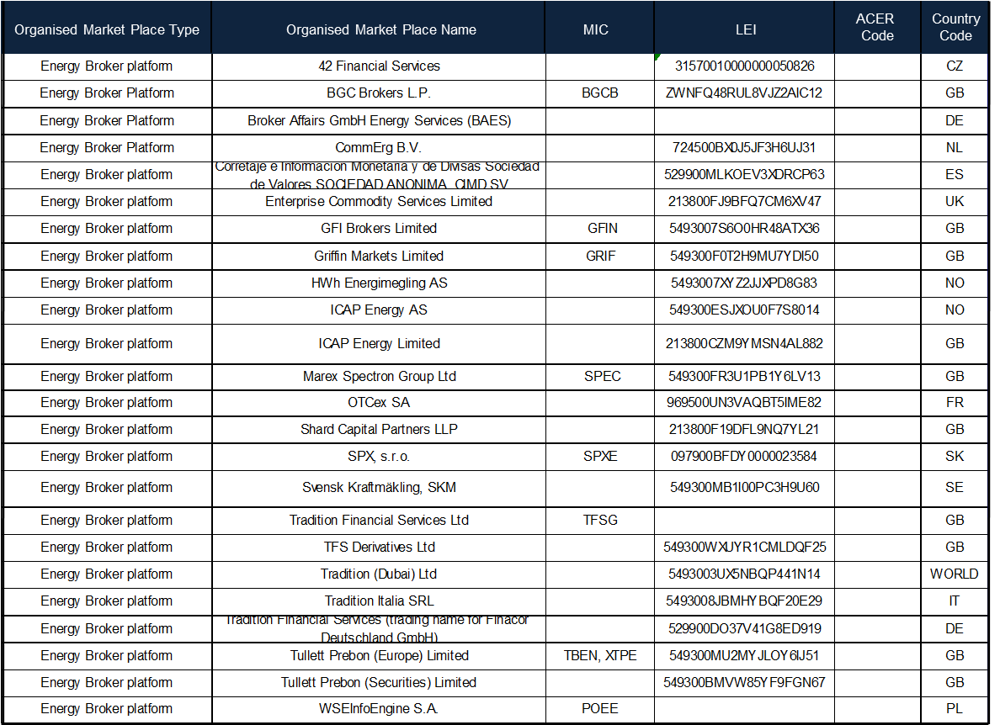 Organised Market Place Type Organised Market Place Name MIC LEI ACER Code Country Code
Energy Broker platform 42 Financial Services 31570010000000050826 CZ
Energy Broker Platform BGC Brokers L.P. BGCB ZWNFQ48RUL8VJZ2AIC12 GB
Energy Broker Platform Broker Affairs GmbH Energy Services (BAES) DE
Energy Broker Platform CommErg B.V. 724500BX0J5JF3H6UJ31 NL
Energy Broker platform Corretaje e Informacion Monetaria y de Divisas Sociedad de Valores SOCIEDAD ANONIMA, CIMD SV 529900MLKOEV3XDRCP63 ES
Energy Broker platform Enterprise Commodity Services Limited 213800FJ9BFQ7CM6XV47 UK
Energy Broker platform GFI Brokers Limited GFIN 5493007S6O0HR48ATX36 GB
Energy Broker platform Griffin Markets Limited GRIF 549300F0T2H9MU7YDI50 GB
Energy Broker platform HWh Energimegling AS 5493007XYZ2JJXPD8G83 NO
Energy Broker platform ICAP Energy AS 549300ESJXOU0F7S8014 NO
Energy Broker platform ICAP Energy Limited 213800CZM9YMSN4AL882 GB
Energy Broker platform Marex Spectron Group Ltd SPEC 549300FR3U1PB1Y6LV13 GB
Energy Broker platform OTCex SA 969500UN3VAQBT5IME82 FR
Energy Broker platform Shard Capital Partners LLP 213800F19DFL9NQ7YL21 GB
Energy Broker platform SPX, s.r.o. SPXE 097900BFDY0000023584 SK
Energy Broker platform Svensk Kraftmäkling, SKM 549300MB1I00PC3H9U60 SE
Energy Broker platform Tradition Financial Services Ltd TFSG GB
Energy Broker platform TFS Derivatives Ltd 549300WXJYR1CMLDQF25 GB
Energy Broker platform Tradition (Dubai) Ltd 5493003UX5NBQP441N14 WORLD
Energy Broker platform Tradition Italia SRL 5493008JBMHYBQF20E29 IT
Energy Broker platform Tradition Financial Services (trading name for Finacor Deutschland GmbH) 529900DO37V41G8ED919 DE
Energy Broker platform Tullett Prebon (Europe) Limited TBEN, XTPE 549300MU2MYJLOY6IJ51 GB
Energy Broker platform Tullett Prebon (Securities) Limited 549300BMVW85YF9FGN67 GB
Energy Broker platform WSEInfoEngine S.A. POEE PL